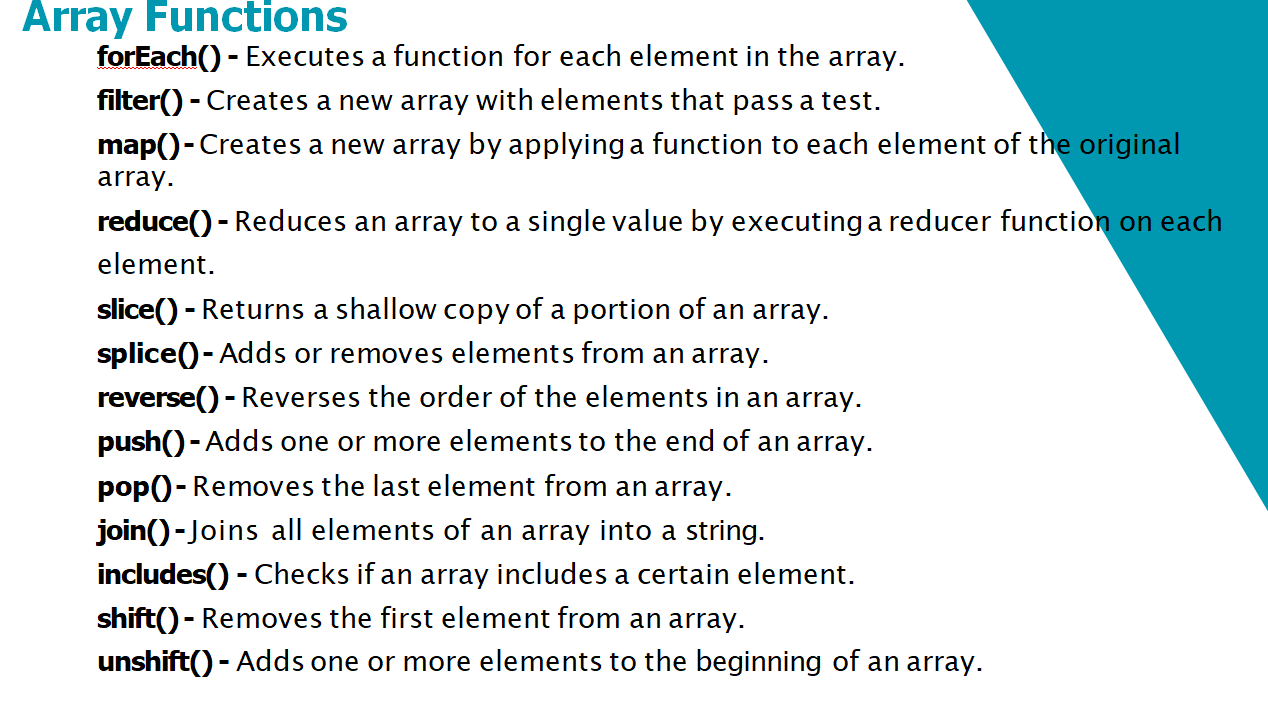 Array Functions
forEach() - Executes a function for each element in the array.
filter() - Creates a new array with elements that pass a test.
map() - Creates a new array by applying a function to each element of the original
array.
reduce() - Reduces an array to a single value by executing a reducer function on each
element.
slice() - Returns a shallow copy of a portion of an array.
splice() - Adds or removes elements from an array.
reverse() - Reverses the order of the elements in an array.
push() - Adds one or more elements to the end of an array.
pop() - Removes the last element from an array.
join() - Joins all elements of an array into a string.
includes() - Checks if an array includes a certain element.
shift() - Removes the first element from an array.
unshift() - Adds one or more elements to the beginning of an array.